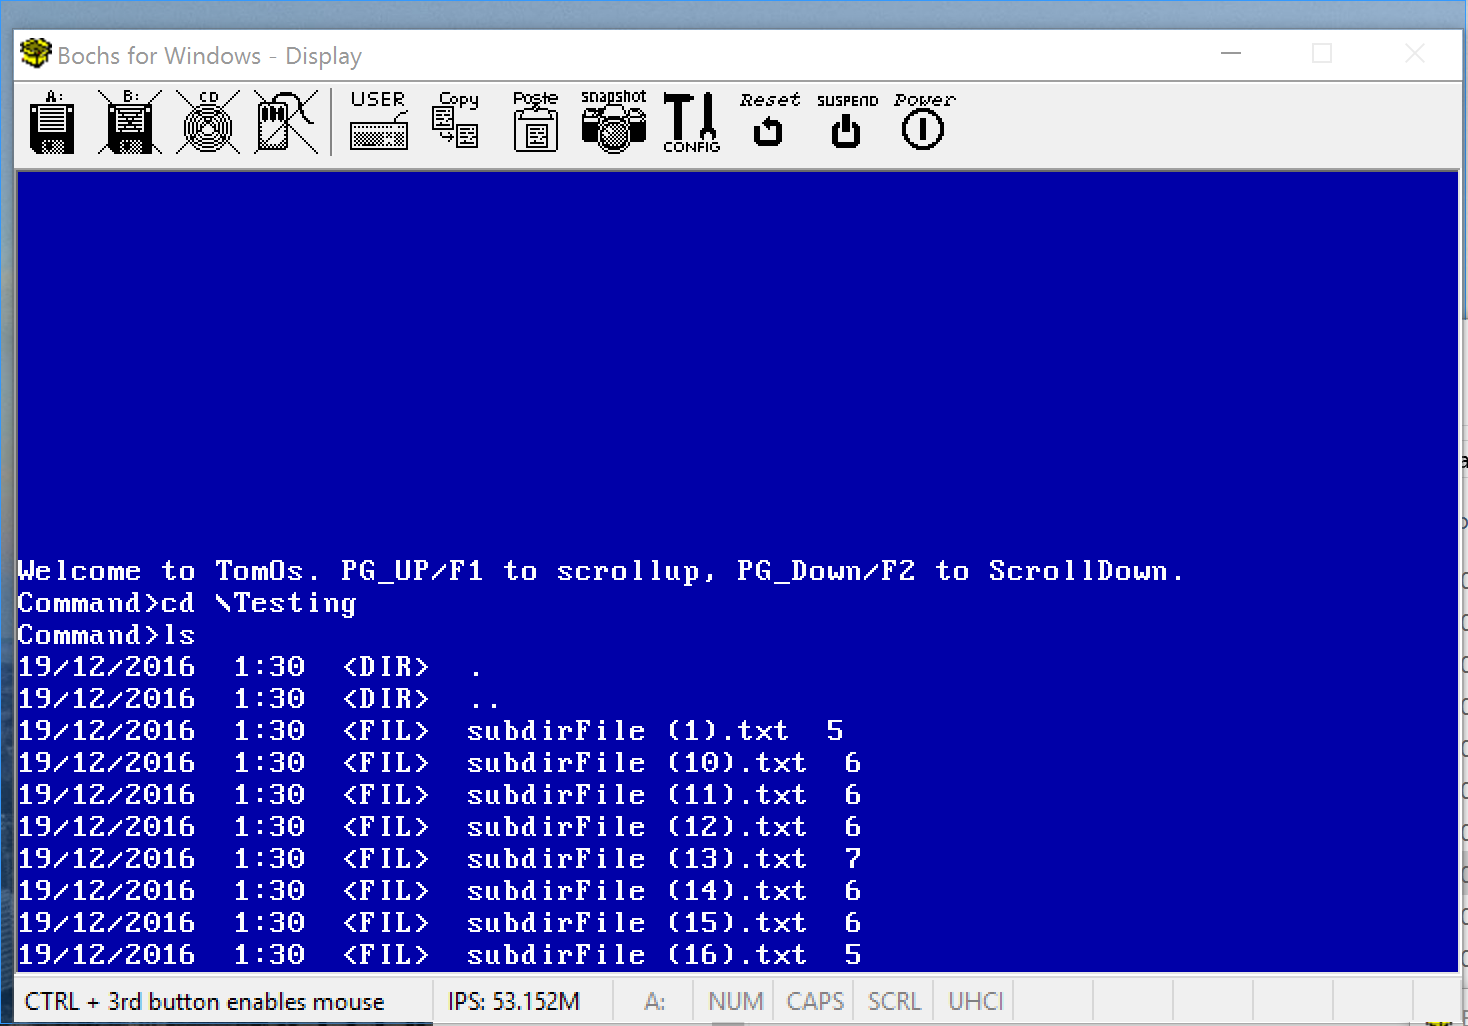 Bochs for Windows - Display
A: B: CD USER Copy Paste snapshot CONFIG Reset SUSPEND Power
Welcome to TomOs. PG_UP/F1 to scrollup, PG_Down/F2 to ScrollDown.
Command>cd \Testing
Command>ls
19/12/2016  1:30  <DIR>  .
19/12/2016  1:30  <DIR>  ..
19/12/2016  1:30  <FIL>  subdirFile (1).txt  5
19/12/2016  1:30  <FIL>  subdirFile (10).txt  6
19/12/2016  1:30  <FIL>  subdirFile (11).txt  6
19/12/2016  1:30  <FIL>  subdirFile (12).txt  6
19/12/2016  1:30  <FIL>  subdirFile (13).txt  7
19/12/2016  1:30  <FIL>  subdirFile (14).txt  6
19/12/2016  1:30  <FIL>  subdirFile (15).txt  6
19/12/2016  1:30  <FIL>  subdirFile (16).txt  5
CTRL + 3rd button enables mouse IPS: 53.152M A: NUM CAPS SCRL UHCI